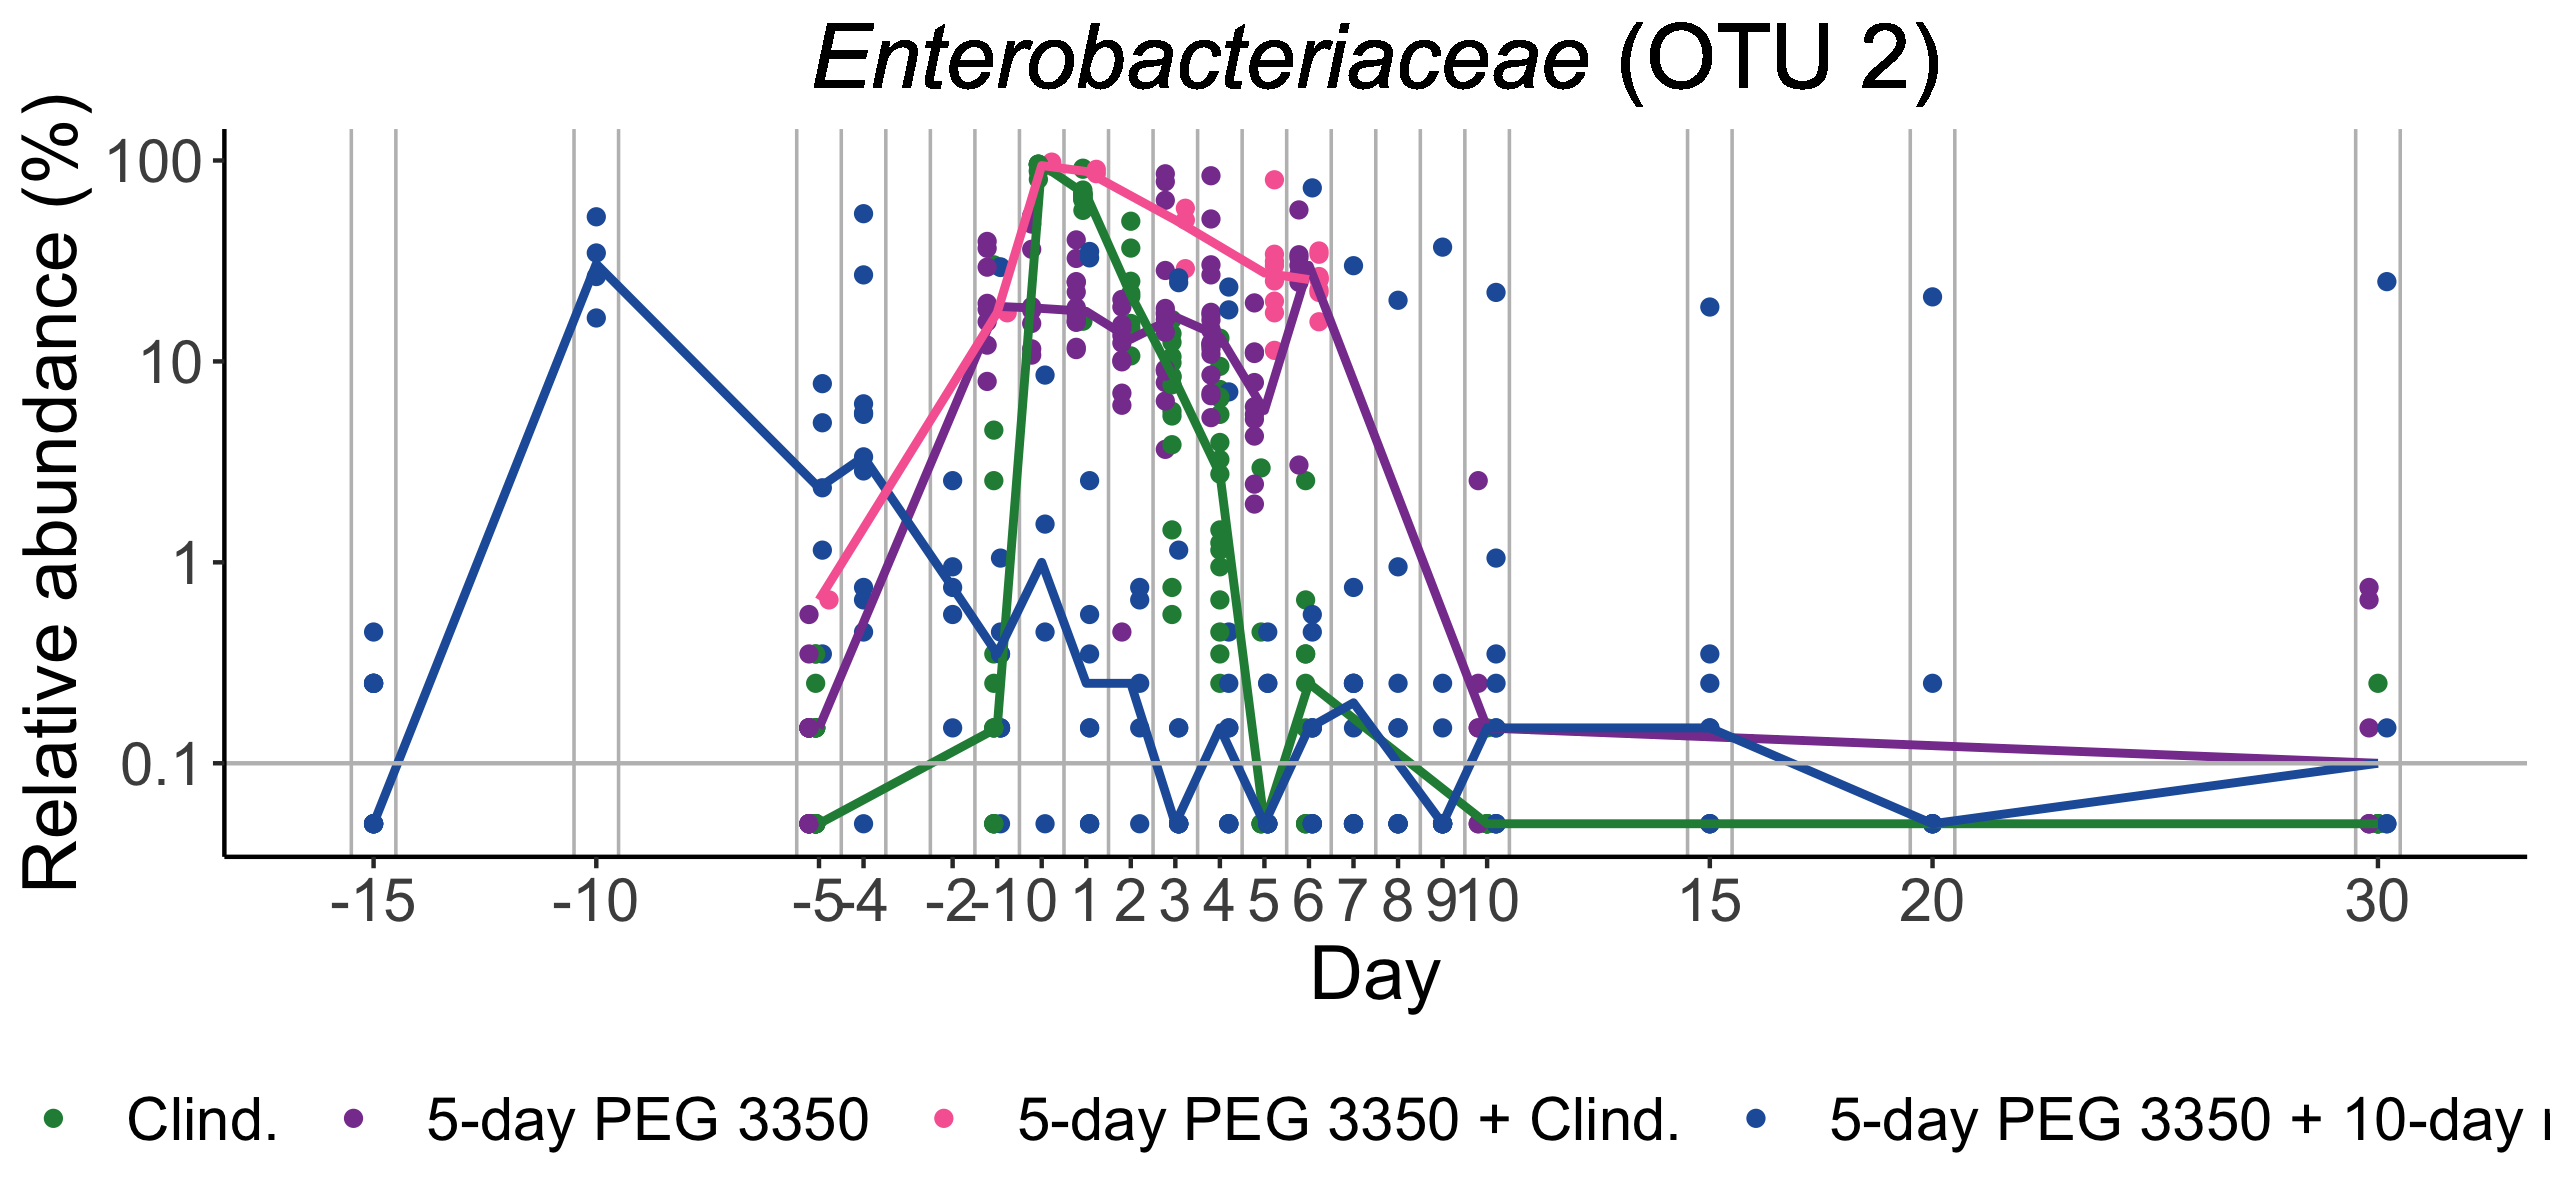 Enterobacteriaceae (OTU 2)
Relative abundance (%)
100
10
1
0.1
-15 -10 -5 -4 -2 -1 0 1 2 3 4 5 6 7 8 9 10 15 20 30
Day
Clind. 5-day PEG 3350 5-day PEG 3350 + Clind. 5-day PEG 3350 + 10-day